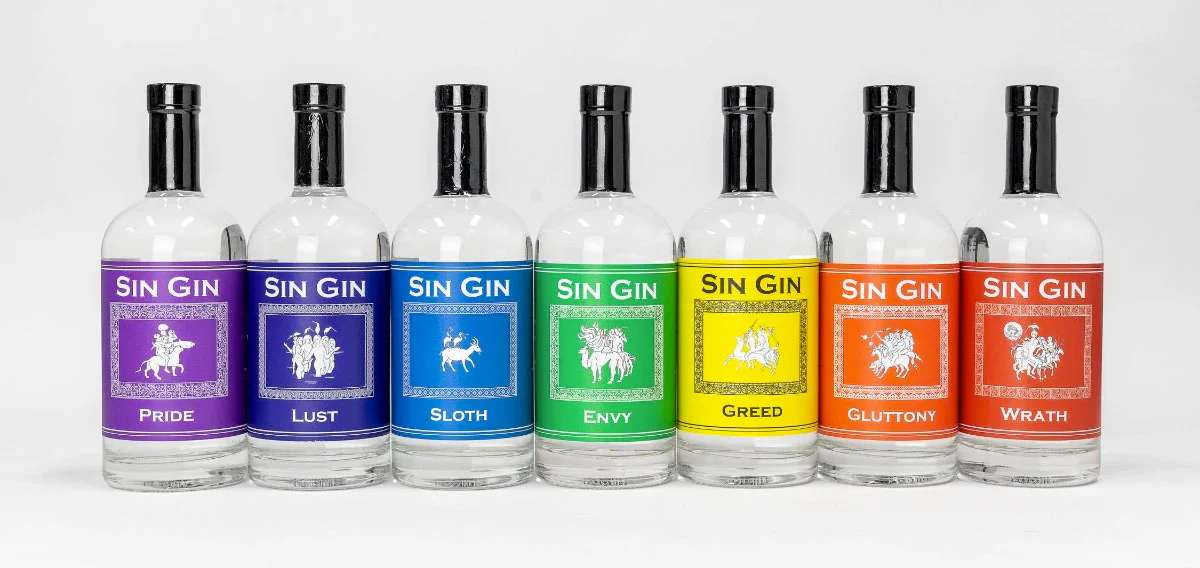 SIN GIN
PRIDE
SIN GIN
LUST
SIN GIN
SLOTH
SIN GIN
ENVY
SIN GIN
GREED
SIN GIN
GLUTTONY
SIN GIN
WRATH